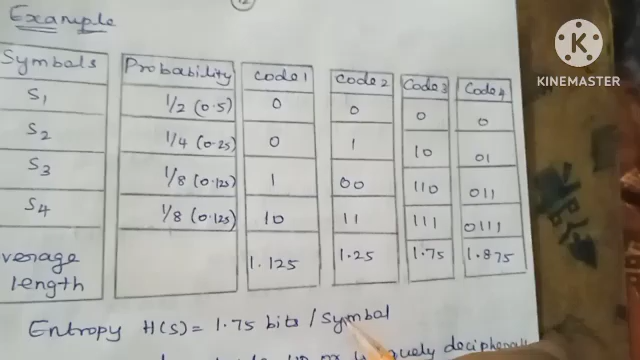 12
Example
Symbols Probability Code 1 Code 2 Code 3 Code 4
S1 1/2 (0.5) 0 0 0 0
S2 1/4 (0.25) 0 1 10 01
S3 1/8 (0.125) 1 00 110 011
S4 1/8 (0.125) 10 11 111 0111
verage length 1.125 1.25 1.75 1.875
Entropy H(S) = 1.75 bits / Symbol
KINEMASTER